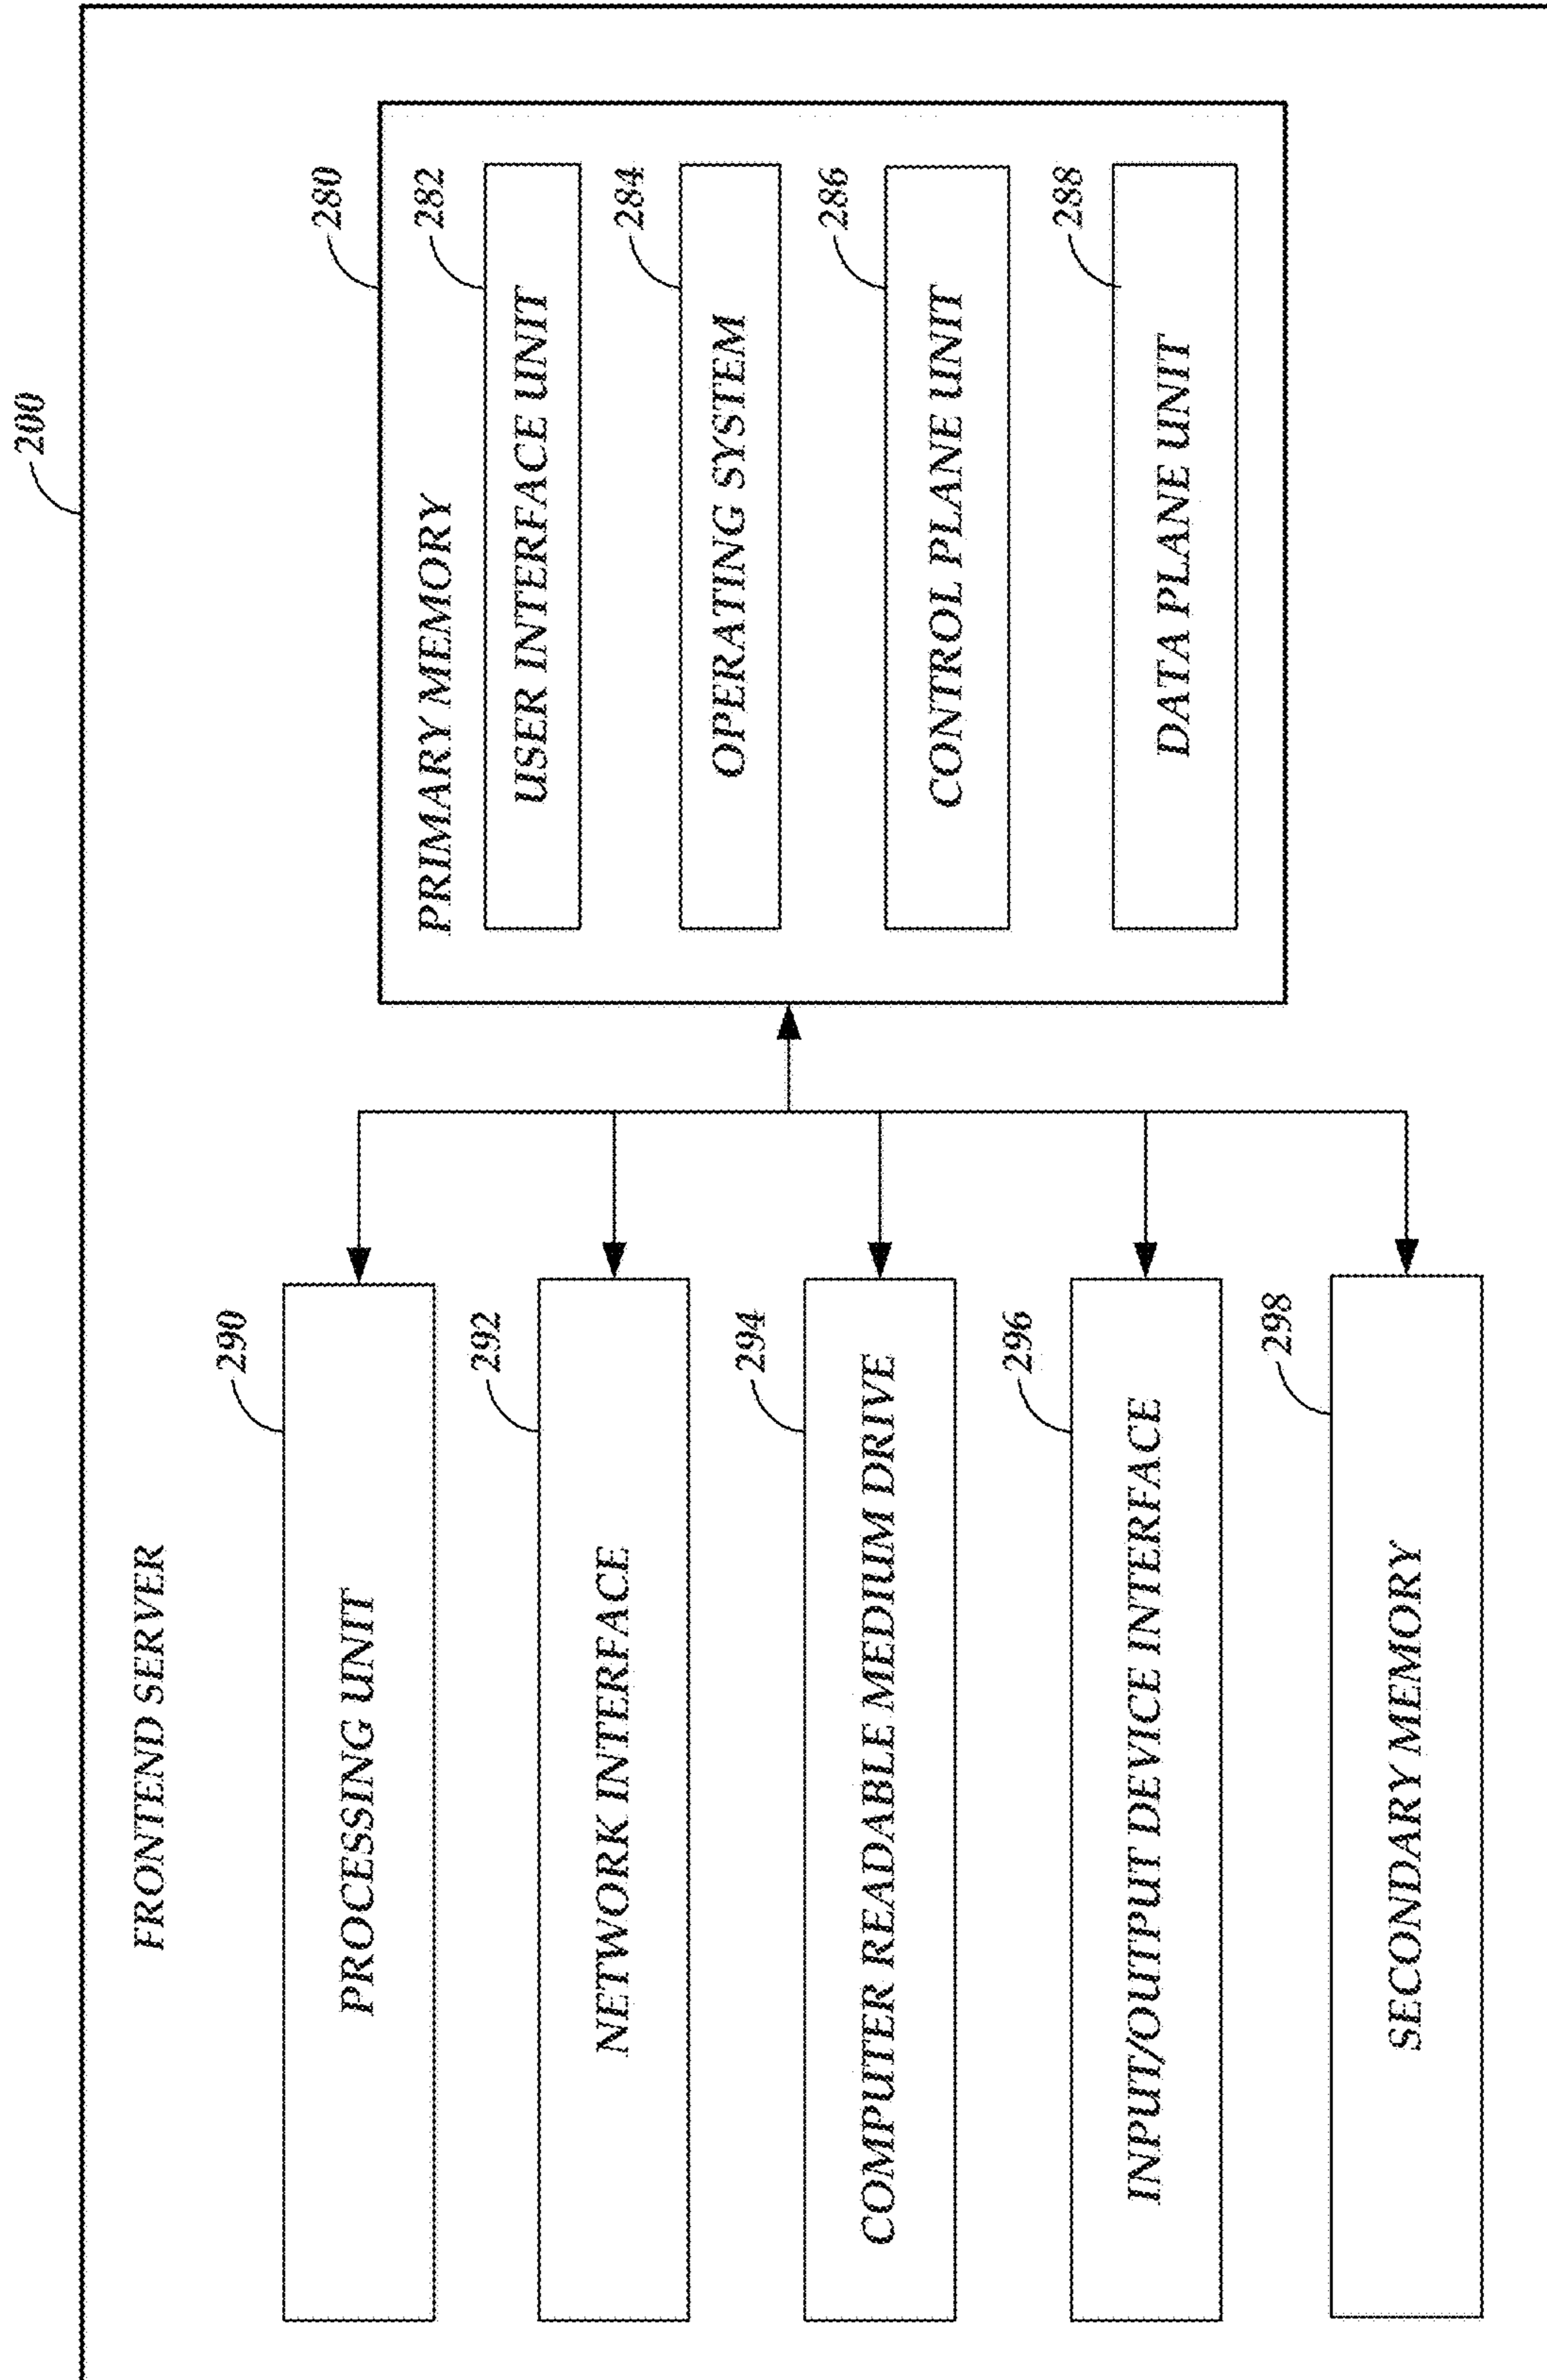 200
FRONTEND SERVER
290
PROCESSING UNIT
292
NETWORK INTERFACE
294
COMPUTER READABLE MEDIUM DRIVE
296
INPUT/OUTPUT DEVICE INTERFACE
298
SECONDARY MEMORY
280
PRIMARY MEMORY
282
USER INTERFACE UNIT
284
OPERATING SYSTEM
286
CONTROL PLANE UNIT
288
DATA PLANE UNIT